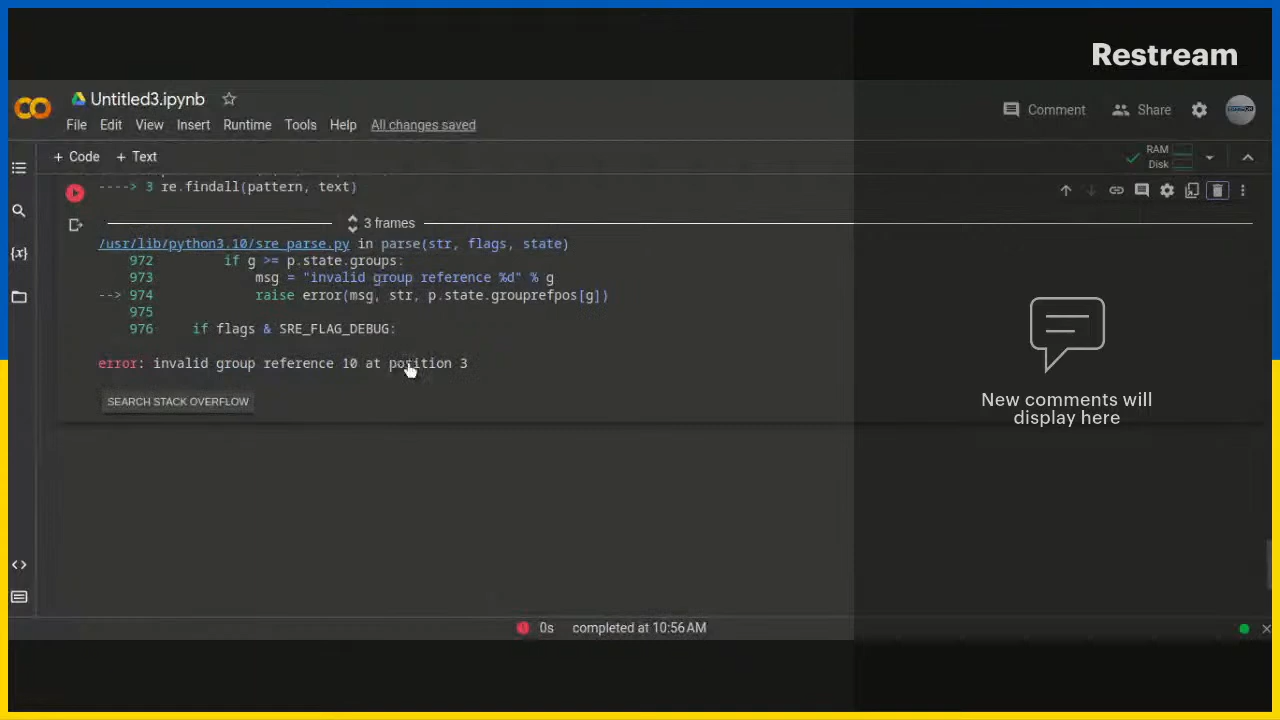 Restream
Untitled3.ipynb
Comment
Share
File Edit View Insert Runtime Tools Help All changes saved
+ Code + Text
RAM
Disk
----> 3 re.findall(pattern, text)
3 frames
/usr/lib/python3.10/sre_parse.py in parse(str, flags, state)
972 if g >= p.state.groups:
973 msg = "invalid group reference %d" % g
--> 974 raise error(msg, str, p.state.grouprefpos[g])
975
976 if flags & SRE_FLAG_DEBUG:
error: invalid group reference 10 at position 3
SEARCH STACK OVERFLOW
New comments will
display here
0s completed at 10:56 AM